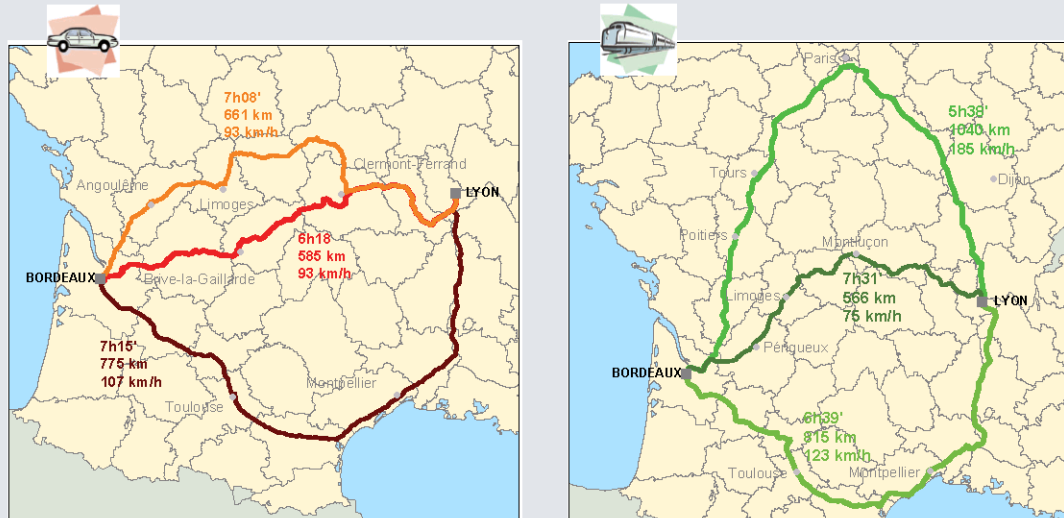 7h08'
661 km
93 km/h
Clermont-Ferrand
Angoulême
LYON
Limoges
6h18
585 km
93 km/h
BORDEAUX
Brive-la-Gaillarde
7h15'
775 km
107 km/h
Montpellier
Toulouse
Paris
5h38'
1040 km
185 km/h
Dijon
Tours
Poitiers
Montluçon
7h31'
566 km
75 km/h
Limoges
LYON
Périgueux
BORDEAUX
6h39'
815 km
123 km/h
Toulouse
Montpellier